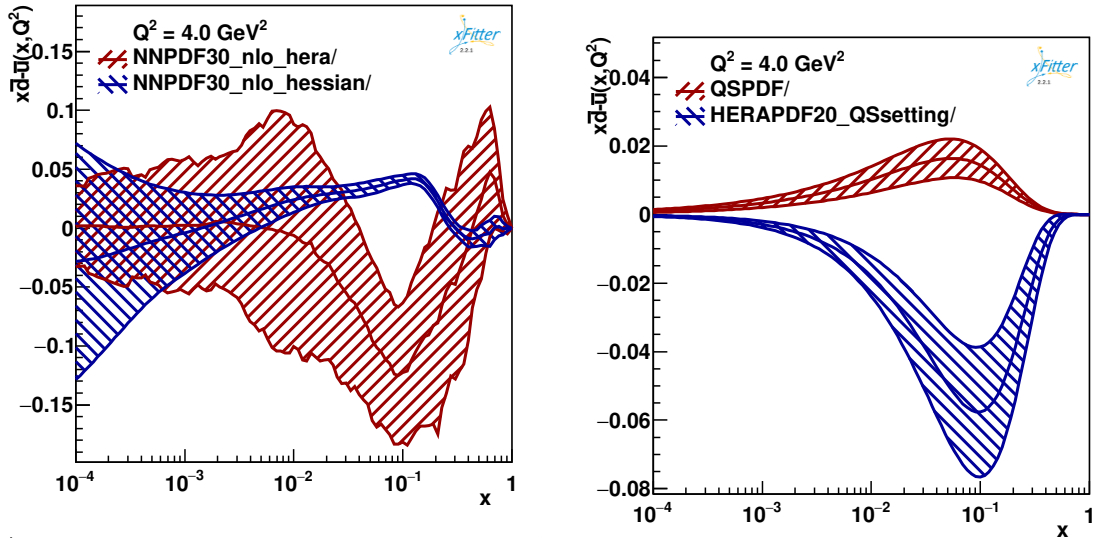 xd̅-u̅(x,Q²)
Q² = 4.0 GeV²
NNPDF30_nlo_hera/
NNPDF30_nlo_hessian/
xFitter
2.2.1
0.15
0.1
0.05
0
−0.05
−0.1
−0.15
10⁻⁴ 10⁻³ 10⁻² 10⁻¹ 1
x
xd̅-u̅(x,Q²)
Q² = 4.0 GeV²
QSPDF/
HERAPDF20_QSsetting/
xFitter
2.2.1
0.04
0.02
0
−0.02
−0.04
−0.06
−0.08
10⁻⁴ 10⁻³ 10⁻² 10⁻¹ 1
x